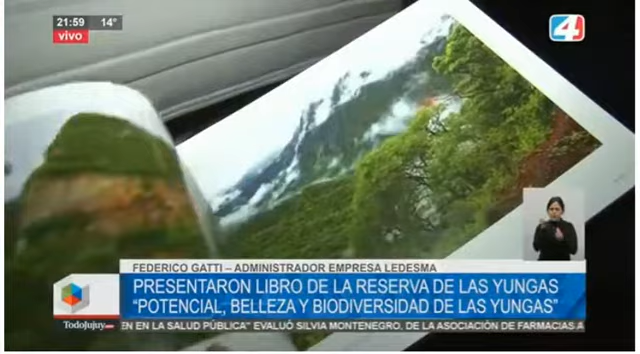 21:59 14°
vivo
4
FEDERICO GATTI – ADMINISTRADOR EMPRESA LEDESMA
PRESENTARON LIBRO DE LA RESERVA DE LAS YUNGAS
“POTENCIAL, BELLEZA Y BIODIVERSIDAD DE LAS YUNGAS”
TodoJujuy
EN EN LA SALUD PÚBLICA” EVALUÓ SILVIA MONTENEGRO, DE LA ASOCIACIÓN DE FARMACIAS A